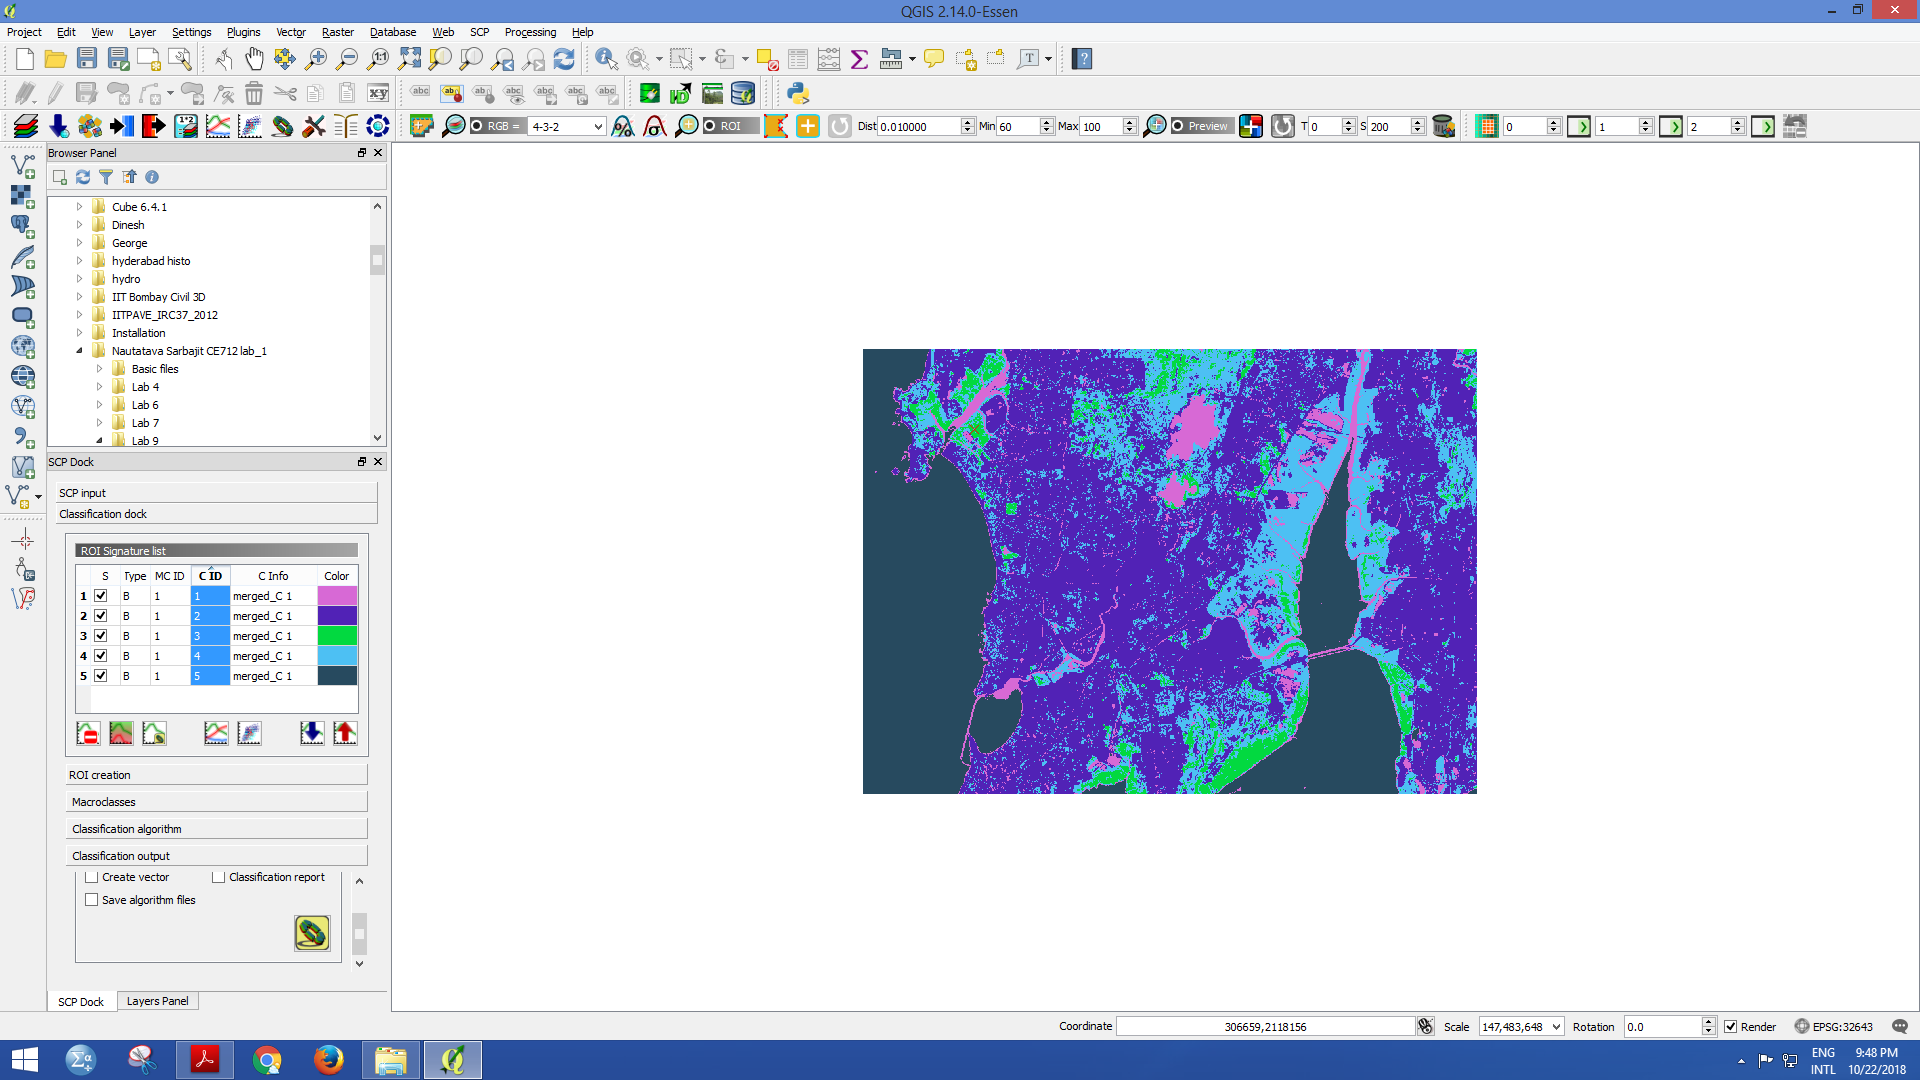 QGIS 2.14.0-Essen
Project Edit View Layer Settings Plugins Vector Raster Database Web SCP Processing Help
RGB = 4-3-2 ROI Dist 0.010000 Min 60 Max 100 Preview T 0 S 200 0 1 2
Browser Panel
Cube 6.4.1
Dinesh
George
hyderabad histo
hydro
IIT Bombay Civil 3D
IITPAVE_IRC37_2012
Installation
Nautatava Sarbajit CE712 lab_1
Basic files
Lab 4
Lab 6
Lab 7
Lab 9
SCP Dock
SCP input
Classification dock
ROI Signature list
S Type MC ID C ID C Info Color
1 B 1 1 merged_C 1
2 B 1 2 merged_C 1
3 B 1 3 merged_C 1
4 B 1 4 merged_C 1
5 B 1 5 merged_C 1
ROI creation
Macroclasses
Classification algorithm
Classification output
Create vector Classification report
Save algorithm files
SCP Dock Layers Panel
Coordinate 306659,2118156 Scale 147,483,648 Rotation 0.0 Render EPSG:32643
ENG 9:48 PM
INTL 10/22/2018